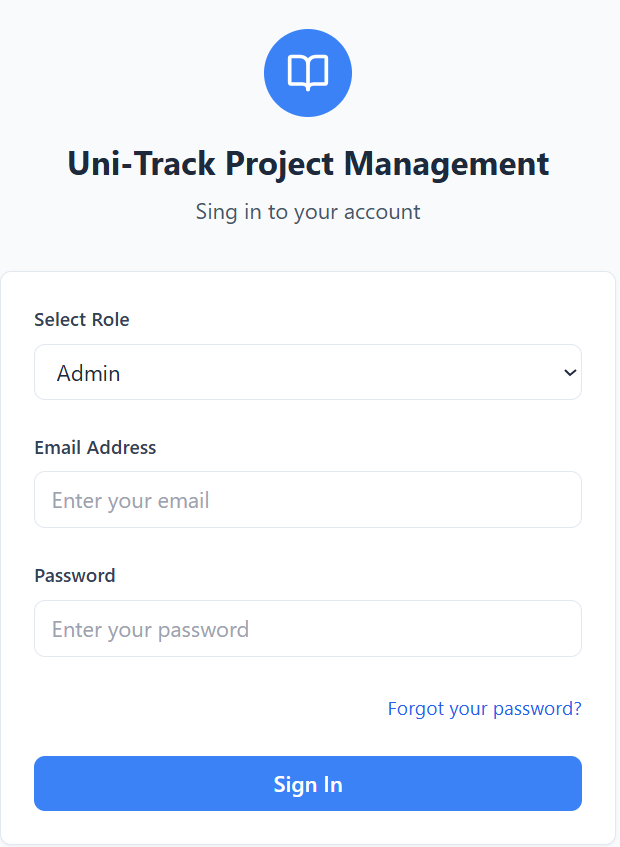 Uni-Track Project Management
Sing in to your account
Select Role
Admin
Email Address
Enter your email
Password
Enter your password
Forgot your password?
Sign In